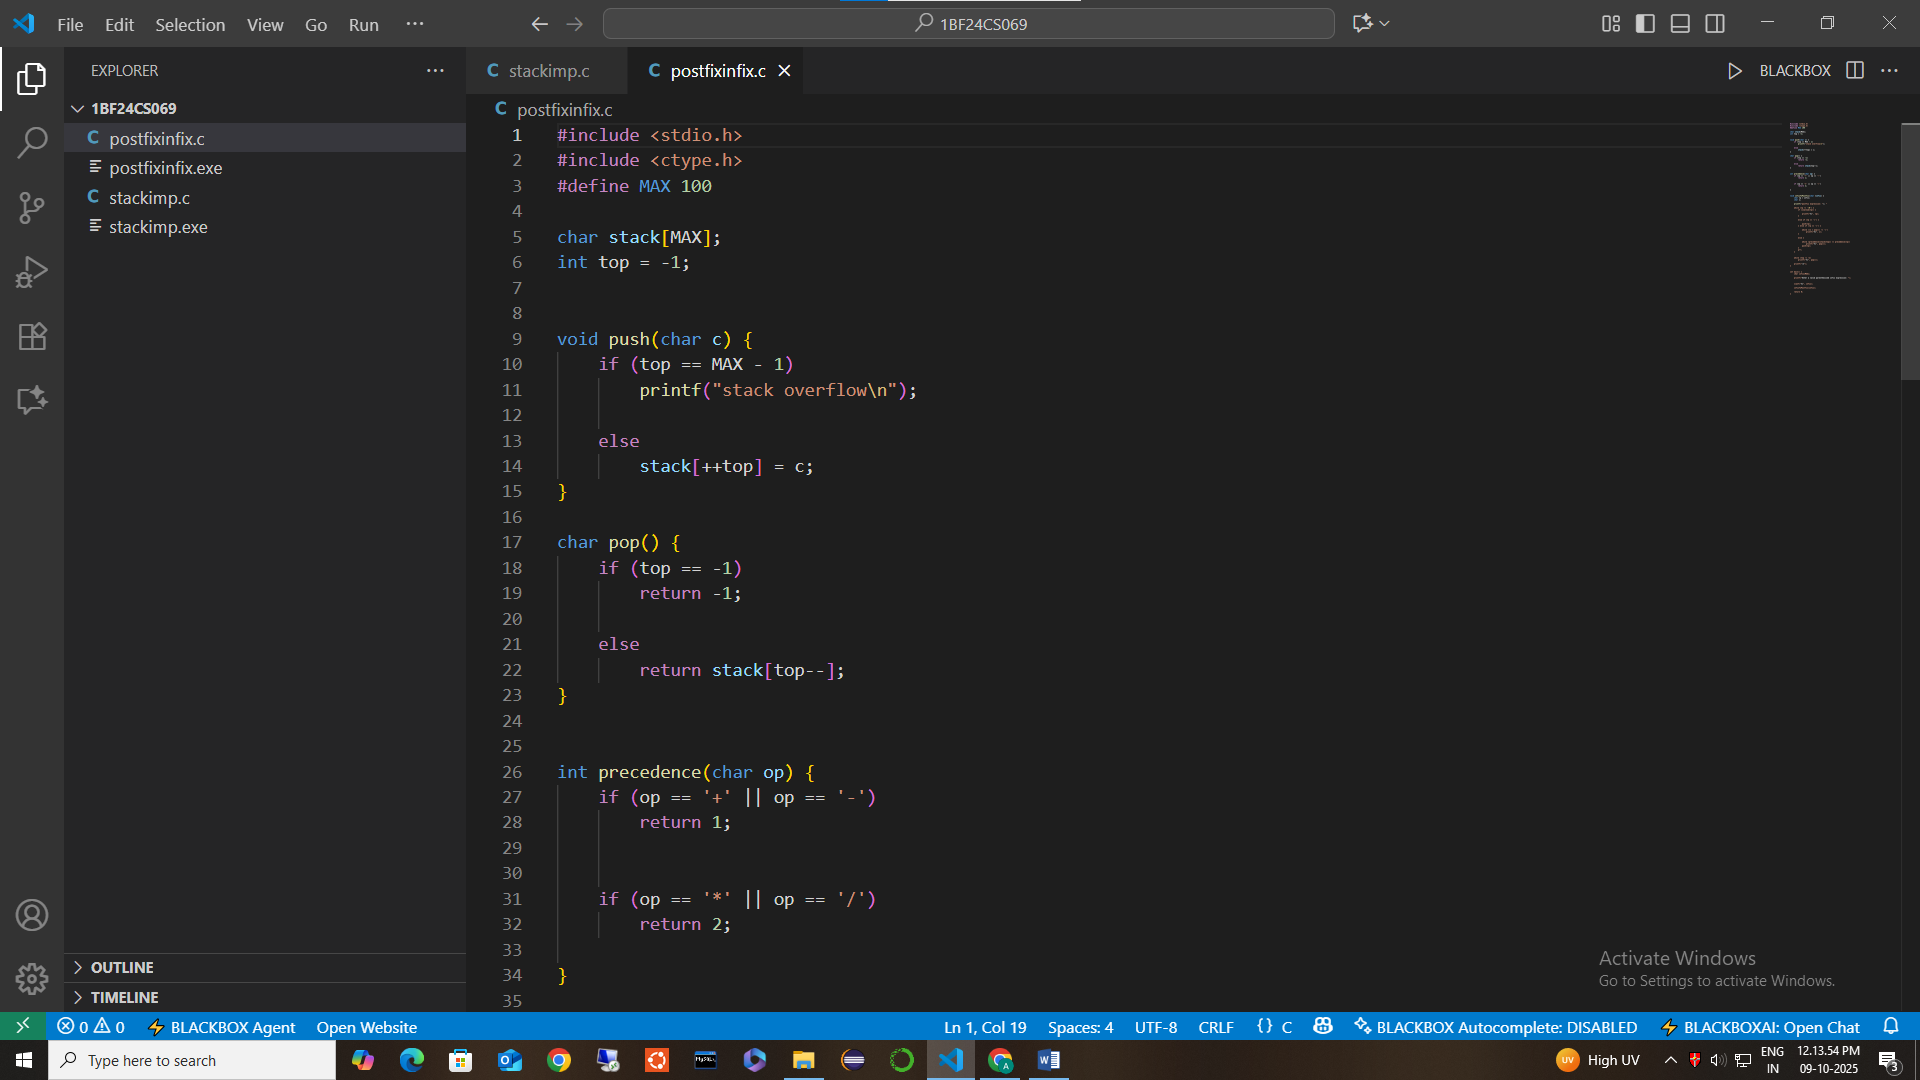 File Edit Selection View Go Run ···
1BF24CS069
EXPLORER
1BF24CS069
C postfixinfix.c
postfixinfix.exe
C stackimp.c
stackimp.exe
OUTLINE
TIMELINE
C stackimp.c
C postfixinfix.c
BLACKBOX
C postfixinfix.c
1 #include <stdio.h>
2 #include <ctype.h>
3 #define MAX 100
4
5 char stack[MAX];
6 int top = -1;
7
8
9 void push(char c) {
10 if (top == MAX - 1)
11 printf("stack overflow\n");
12
13 else
14 stack[++top] = c;
15 }
16
17 char pop() {
18 if (top == -1)
19 return -1;
20
21 else
22 return stack[top--];
23 }
24
25
26 int precedence(char op) {
27 if (op == '+' || op == '-')
28 return 1;
29
30
31 if (op == '*' || op == '/')
32 return 2;
33
34 }
35
Activate Windows
Go to Settings to activate Windows.
0 0 BLACKBOX Agent Open Website
Ln 1, Col 19 Spaces: 4 UTF-8 CRLF {} C BLACKBOX Autocomplete: DISABLED BLACKBOXAI: Open Chat
Type here to search
UV High UV
ENG
IN
12.13.54 PM
09-10-2025
3